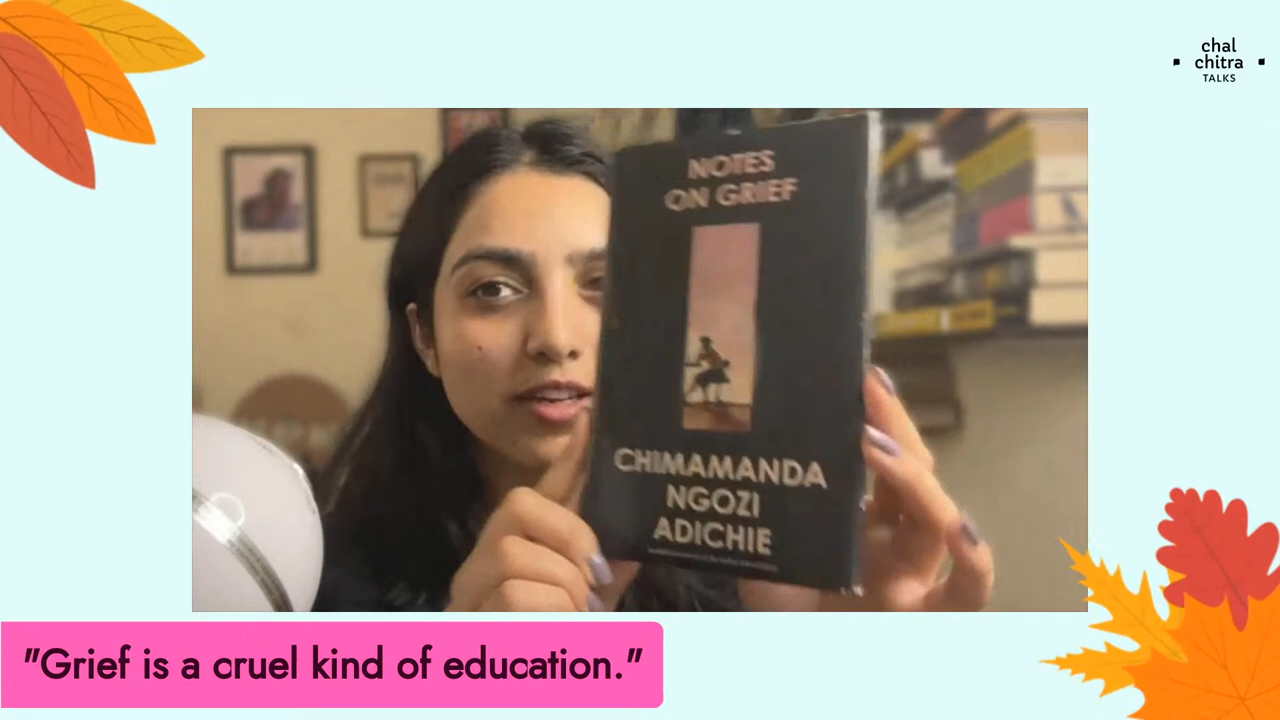 chal
chitra
TALKS
NOTES
ON GRIEF
CHIMAMANDA
NGOZI
ADICHIE
"Grief is a cruel kind of education."